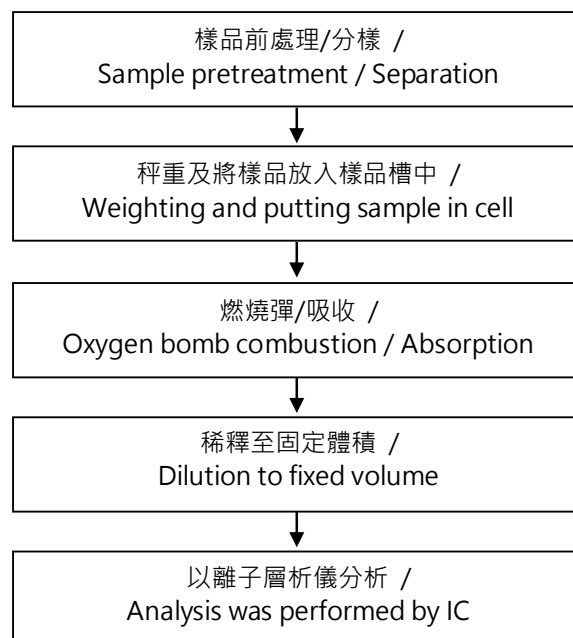 樣品前處理/分樣 /
Sample pretreatment / Separation
秤重及將樣品放入樣品槽中 /
Weighting and putting sample in cell
燃燒彈/吸收 /
Oxygen bomb combustion / Absorption
稀釋至固定體積 /
Dilution to fixed volume
以離子層析儀分析 /
Analysis was performed by IC